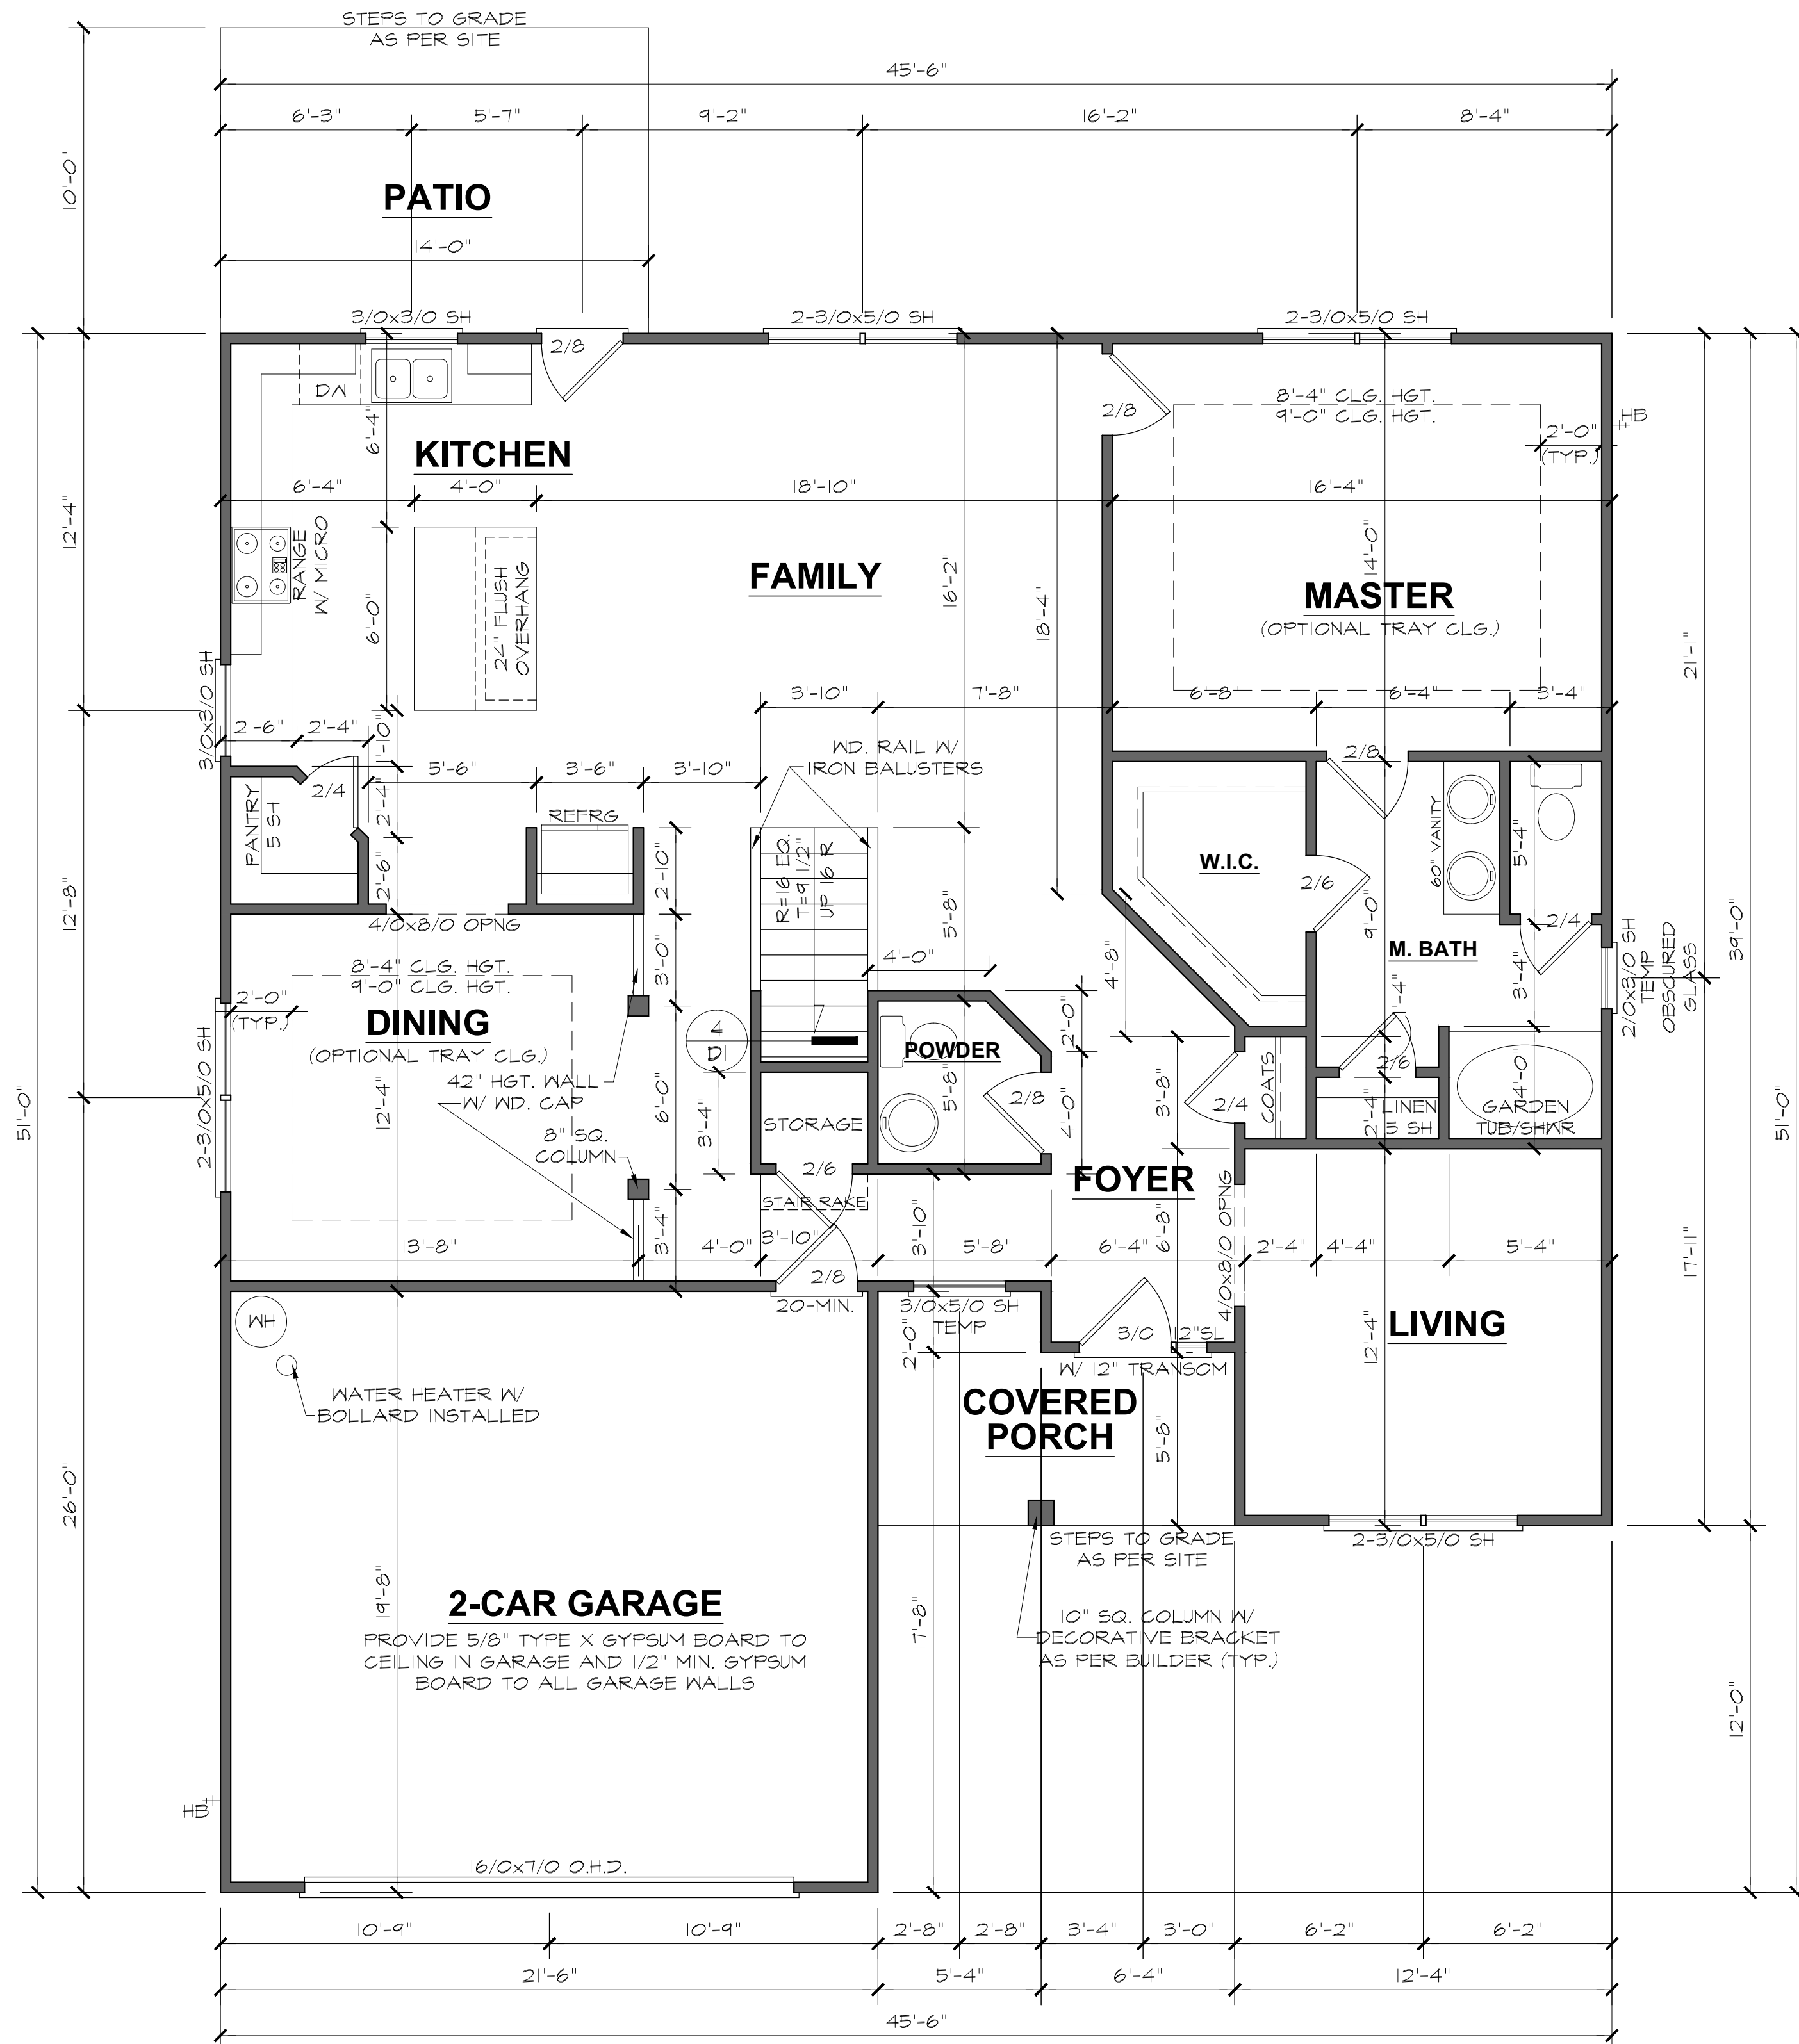 STEPS TO GRADE
AS PER SITE
45'-6"
6'-3" 5'-7" 9'-2" 16'-2" 8'-4"
10'-0"
PATIO
14'-0"
3/0x3/0 SH
2-3/0x5/0 SH
2-3/0x5/0 SH
2/8
DW
6'-4"
2/8
8'-4" CLG. HGT.
9'-0" CLG. HGT.
HB
2'-0"
(TYP.)
KITCHEN
6'-4" 4'-0" 18'-10" 16'-4"
12'-4"
RANGE
W/ MICRO
6'-0"
24" FLUSH
OVERHANG
FAMILY
16'-2"
18'-4"
14'-0"
MASTER
(OPTIONAL TRAY CLG.)
21'-1"
3/0x3/0 SH
3'-10" 7'-8" 6'-8" 6'-4" 3'-4"
2'-6" 2'-4"
1'-10"
WD. RAIL W/
IRON BALUSTERS
2/8
5'-6" 3'-6" 3'-10"
2/4
2'-4"
PANTRY
5 SH
REFRG
2'-6"
2'-10"
R=16 EQ.
T=9 1/2"
UP 16 R
5'-8"
W.I.C.
2/6
60" VANITY
5'-4"
12'-8"
4/0x8/0 OPNG
2/4
39'-0"
8'-4" CLG. HGT.
9'-0" CLG. HGT.
3'-0"
4'-0"
4'-8"
9'-0"
M. BATH
3'-4"
2/0x3/0 SH
TEMP
OBSCURED
GLASS
2'-0"
(TYP.)
DINING
(OPTIONAL TRAY CLG.)
4
D1
POWDER
2'-0"
1'-4"
2-3/0x5/0 SH
42" HGT. WALL
W/ WD. CAP
12'-4"
6'-0"
3'-4"
5'-8"
2/8
4'-0"
3'-8"
2/4
COATS
2/6
2'-4"
LINEN
5 SH
4'-0"
GARDEN
TUB/SHWR
51'-0"
51'-0"
STORAGE
8" SQ.
COLUMN
2/6
STAIR RAKE
FOYER
4/0x8/0 OPNG
13'-8" 3'-4" 4'-0" 3'-10" 3'-10" 5'-8" 6'-4" 6'-8" 2'-4" 4'-4" 5'-4"
17'-11"
2/8
20-MIN.
3/0x5/0 SH
TEMP
2'-0"
3/0
12"SL
W/ 12" TRANSOM
WH
LIVING
12'-4"
WATER HEATER W/
BOLLARD INSTALLED
COVERED
PORCH
5'-8"
26'-0"
STEPS TO GRADE
AS PER SITE
2-3/0x5/0 SH
19'-8"
2-CAR GARAGE
PROVIDE 5/8" TYPE X GYPSUM BOARD TO
CEILING IN GARAGE AND 1/2" MIN. GYPSUM
BOARD TO ALL GARAGE WALLS
17'-8"
10" SQ. COLUMN W/
DECORATIVE BRACKET
AS PER BUILDER (TYP.)
12'-0"
HB
16/0x7/0 O.H.D.
10'-9" 10'-9" 2'-8" 2'-8" 3'-4" 3'-0" 6'-2" 6'-2"
21'-6" 5'-4" 6'-4" 12'-4"
45'-6"